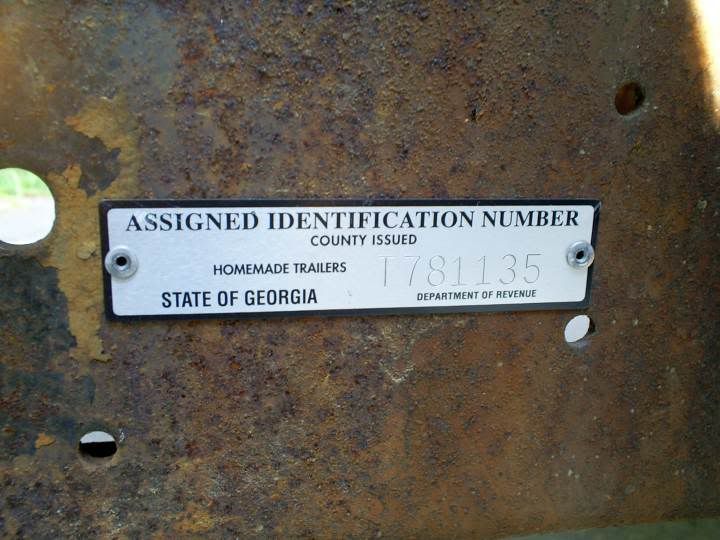 ASSIGNED IDENTIFICATION NUMBER
COUNTY ISSUED
HOMEMADE TRAILERS T781135
STATE OF GEORGIA DEPARTMENT OF REVENUE